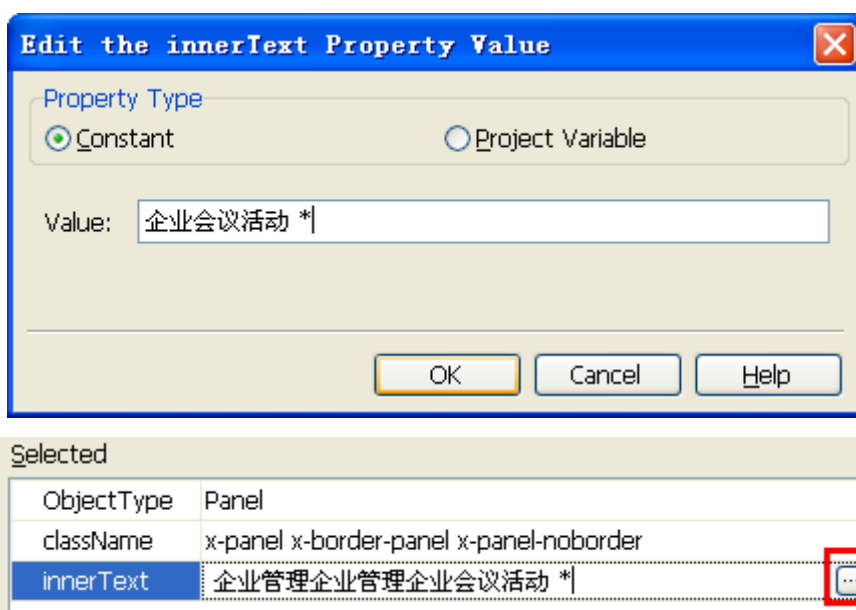 Edit the innerText Property Value
Property Type
Constant Project Variable
Value: 企业会议活动 *
OK Cancel Help
Selected
ObjectType Panel
className x-panel x-border-panel x-panel-noborder
innerText 企业管理企业管理企业会议活动 * ...